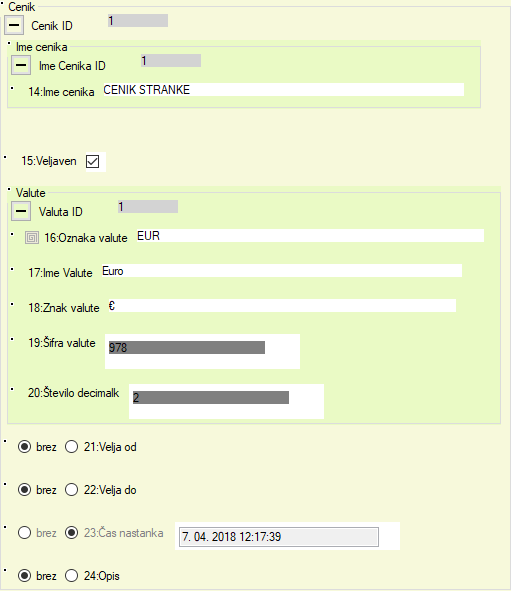 Cenik
Cenik ID 1
Ime cenika
Ime Cenika ID 1
14:Ime cenika CENIK STRANKE
15:Veljaven
Valute
Valuta ID 1
16:Oznaka valute EUR
17:Ime Valute Euro
18:Znak valute €
19:Šifra valute 978
20:Število decimalk 2
brez 21:Velja od
brez 22:Velja do
brez 23:Čas nastanka 7. 04. 2018 12:17:39
brez 24:Opis